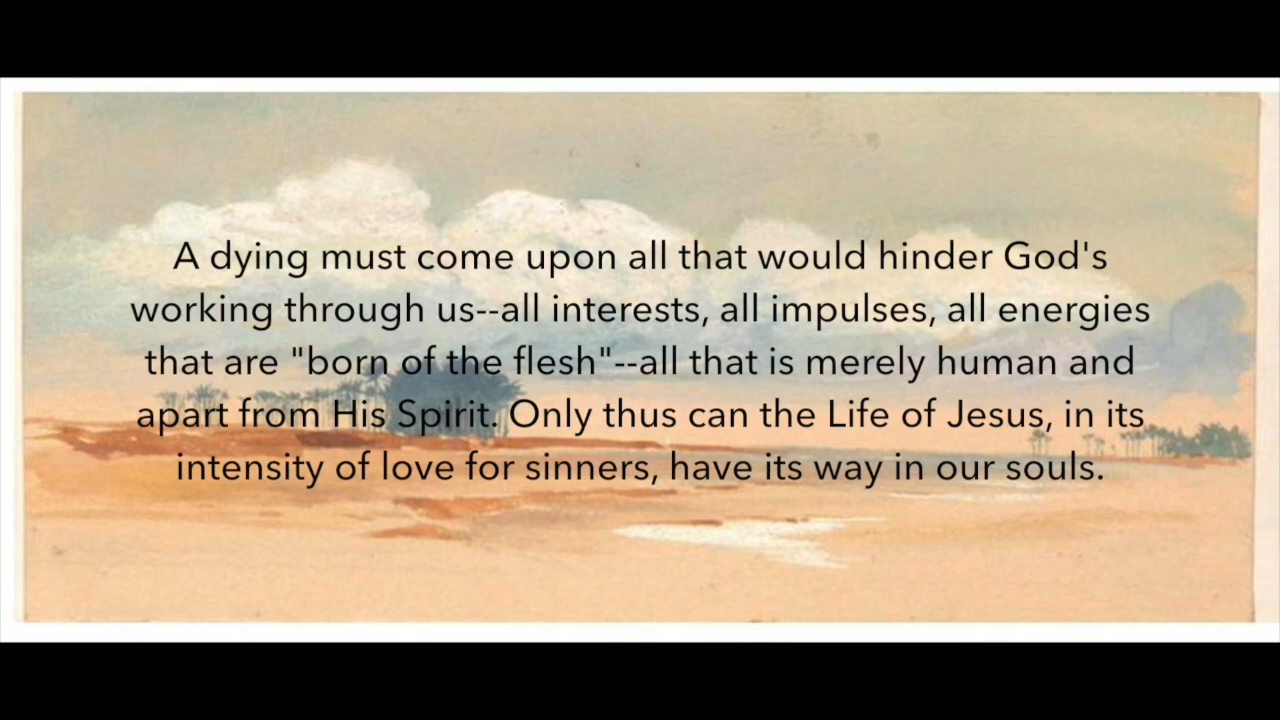 A dying must come upon all that would hinder God's
working through us--all interests, all impulses, all energies
that are "born of the flesh"--all that is merely human and
apart from His Spirit. Only thus can the Life of Jesus, in its
intensity of love for sinners, have its way in our souls.